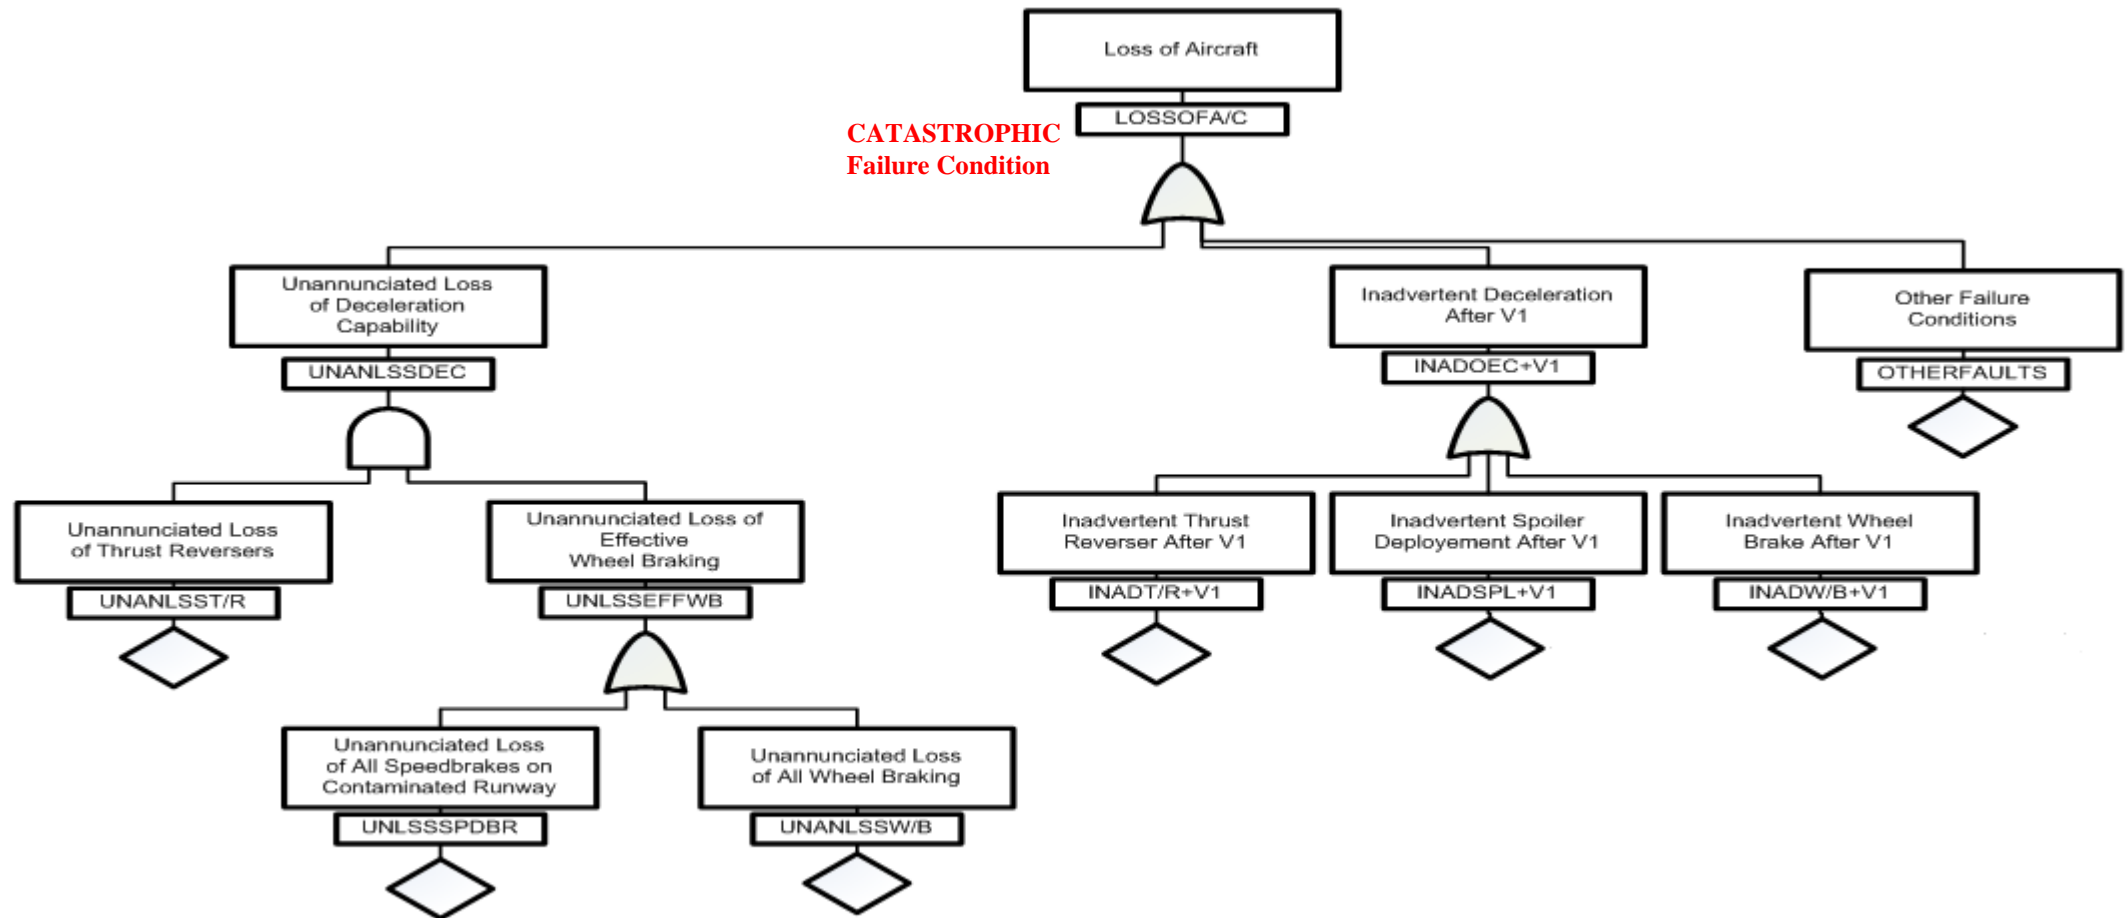 Loss of Aircraft
LOSSOFA/C
CATASTROPHIC
Failure Condition
Unannunciated Loss
of Deceleration
Capability
UNANLSSDEC
Inadvertent Deceleration
After V1
INADOEC+V1
Other Failure
Conditions
OTHERFAULTS
Unannunciated Loss
of Thrust Reversers
UNANLSST/R
Unannunciated Loss of
Effective
Wheel Braking
UNLSSEFFWB
Inadvertent Thrust
Reverser After V1
INADT/R+V1
Inadvertent Spoiler
Deployement After V1
INADSPL+V1
Inadvertent Wheel
Brake After V1
INADW/B+V1
Unannunciated Loss
of All Speedbrakes on
Contaminated Runway
UNLSSSPDBR
Unannunciated Loss
of All Wheel Braking
UNANLSSW/B